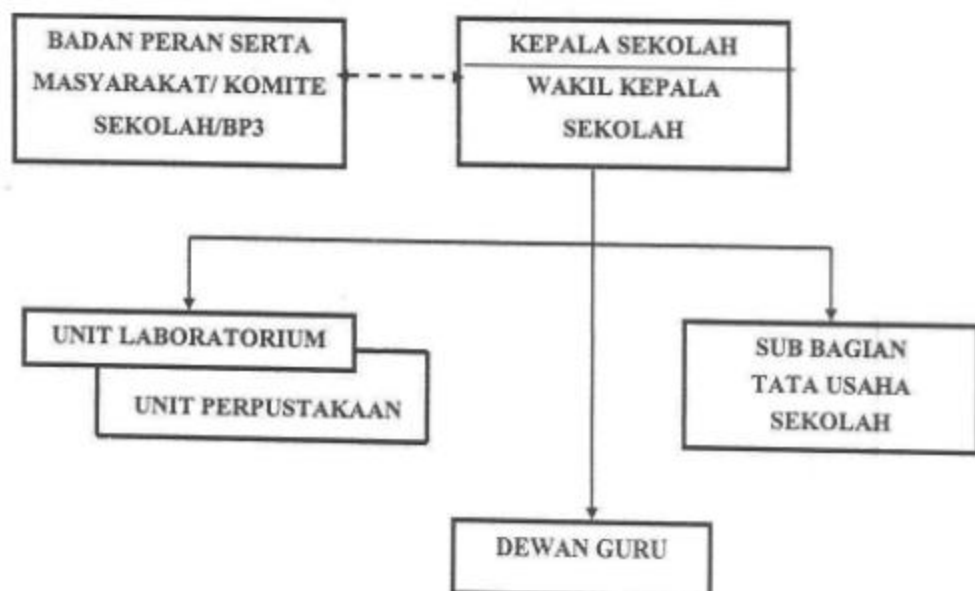 BADAN PERAN SERTA
MASYARAKAT/ KOMITE
SEKOLAH/BP3
KEPALA SEKOLAH
WAKIL KEPALA
SEKOLAH
UNIT LABORATORIUM
UNIT PERPUSTAKAAN
SUB BAGIAN
TATA USAHA
SEKOLAH
DEWAN GURU